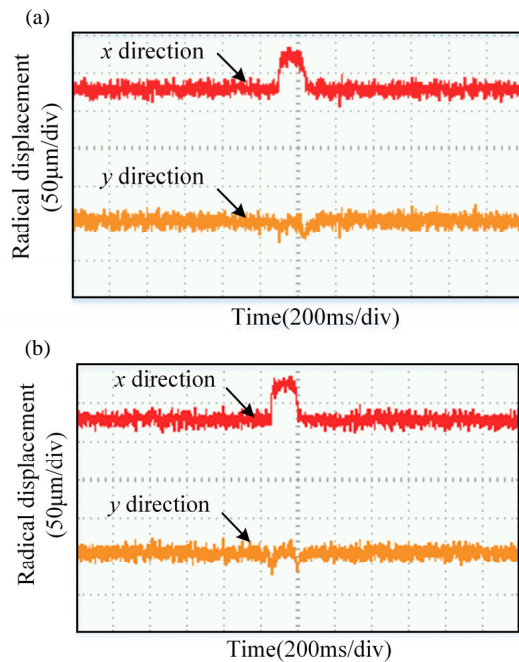 (a)
x direction
y direction
Radical displacement
(50μm/div)
Time(200ms/div)
(b)
x direction
y direction
Radical displacement
(50μm/div)
Time(200ms/div)